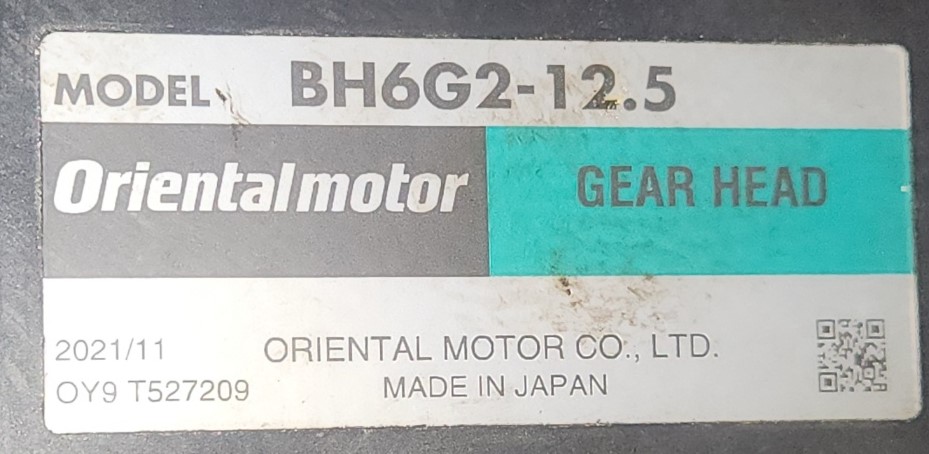 MODEL BH6G2-12.5
Orientalmotor
GEAR HEAD
2021/11
ORIENTAL MOTOR CO., LTD.
OY9 T527209
MADE IN JAPAN